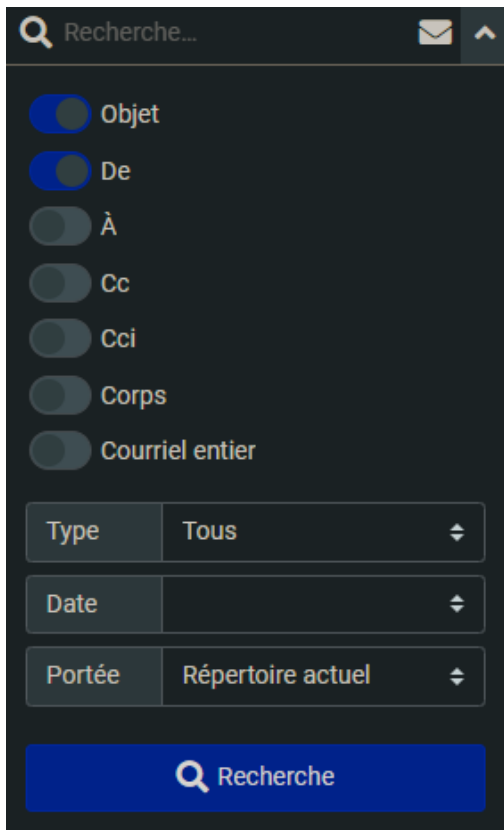 Recherche...
Objet
De
À
Cc
Cci
Corps
Courriel entier
Type Tous
Date
Portée Répertoire actuel
Recherche